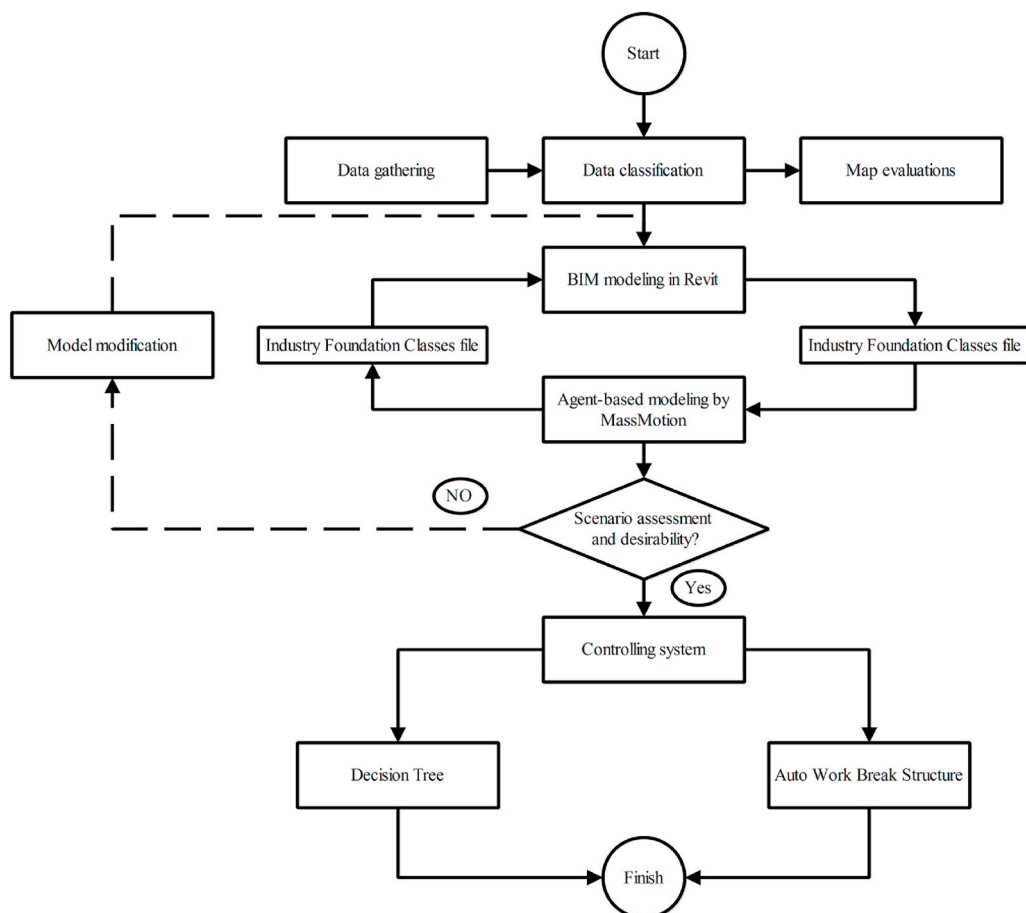 Start
Data gathering
Data classification
Map evaluations
BIM modeling in Revit
Model modification
Industry Foundation Classes file
Industry Foundation Classes file
Agent-based modeling by
MassMotion
NO
Scenario assessment
and desirability?
Yes
Controlling system
Decision Tree
Auto Work Break Structure
Finish